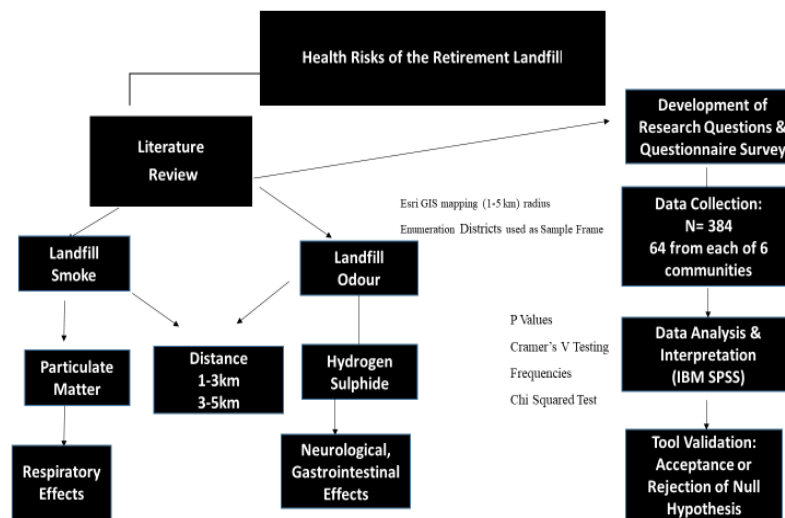 Health Risks of the Retirement Landfill
Literature
Review
Development of
Research Questions &
Questionnaire Survey
Esri GIS mapping (1-5 km) radius
Enumeration Districts used as Sample Frame
Data Collection:
N= 384
64 from each of 6
communities
Landfill
Smoke
Landfill
Odour
P Values
Cramer's V Testing
Frequencies
Chi Squared Test
Particulate
Matter
Distance
1-3km
3-5km
Hydrogen
Sulphide
Data Analysis &
Interpretation
(IBM SPSS)
Respiratory
Effects
Neurological,
Gastrointestinal
Effects
Tool Validation:
Acceptance or
Rejection of Null
Hypothesis